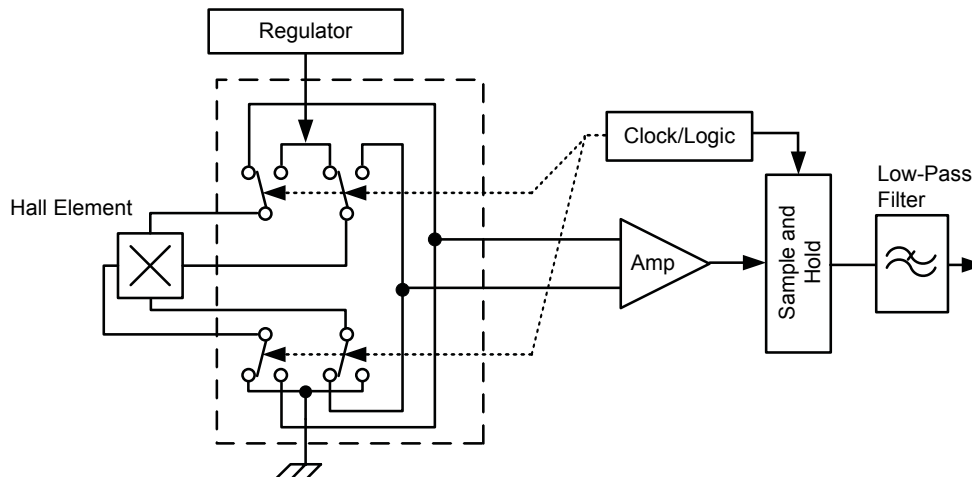 Regulator
Clock/Logic
Low-Pass
Filter
Hall Element
Amp
Sample and
Hold